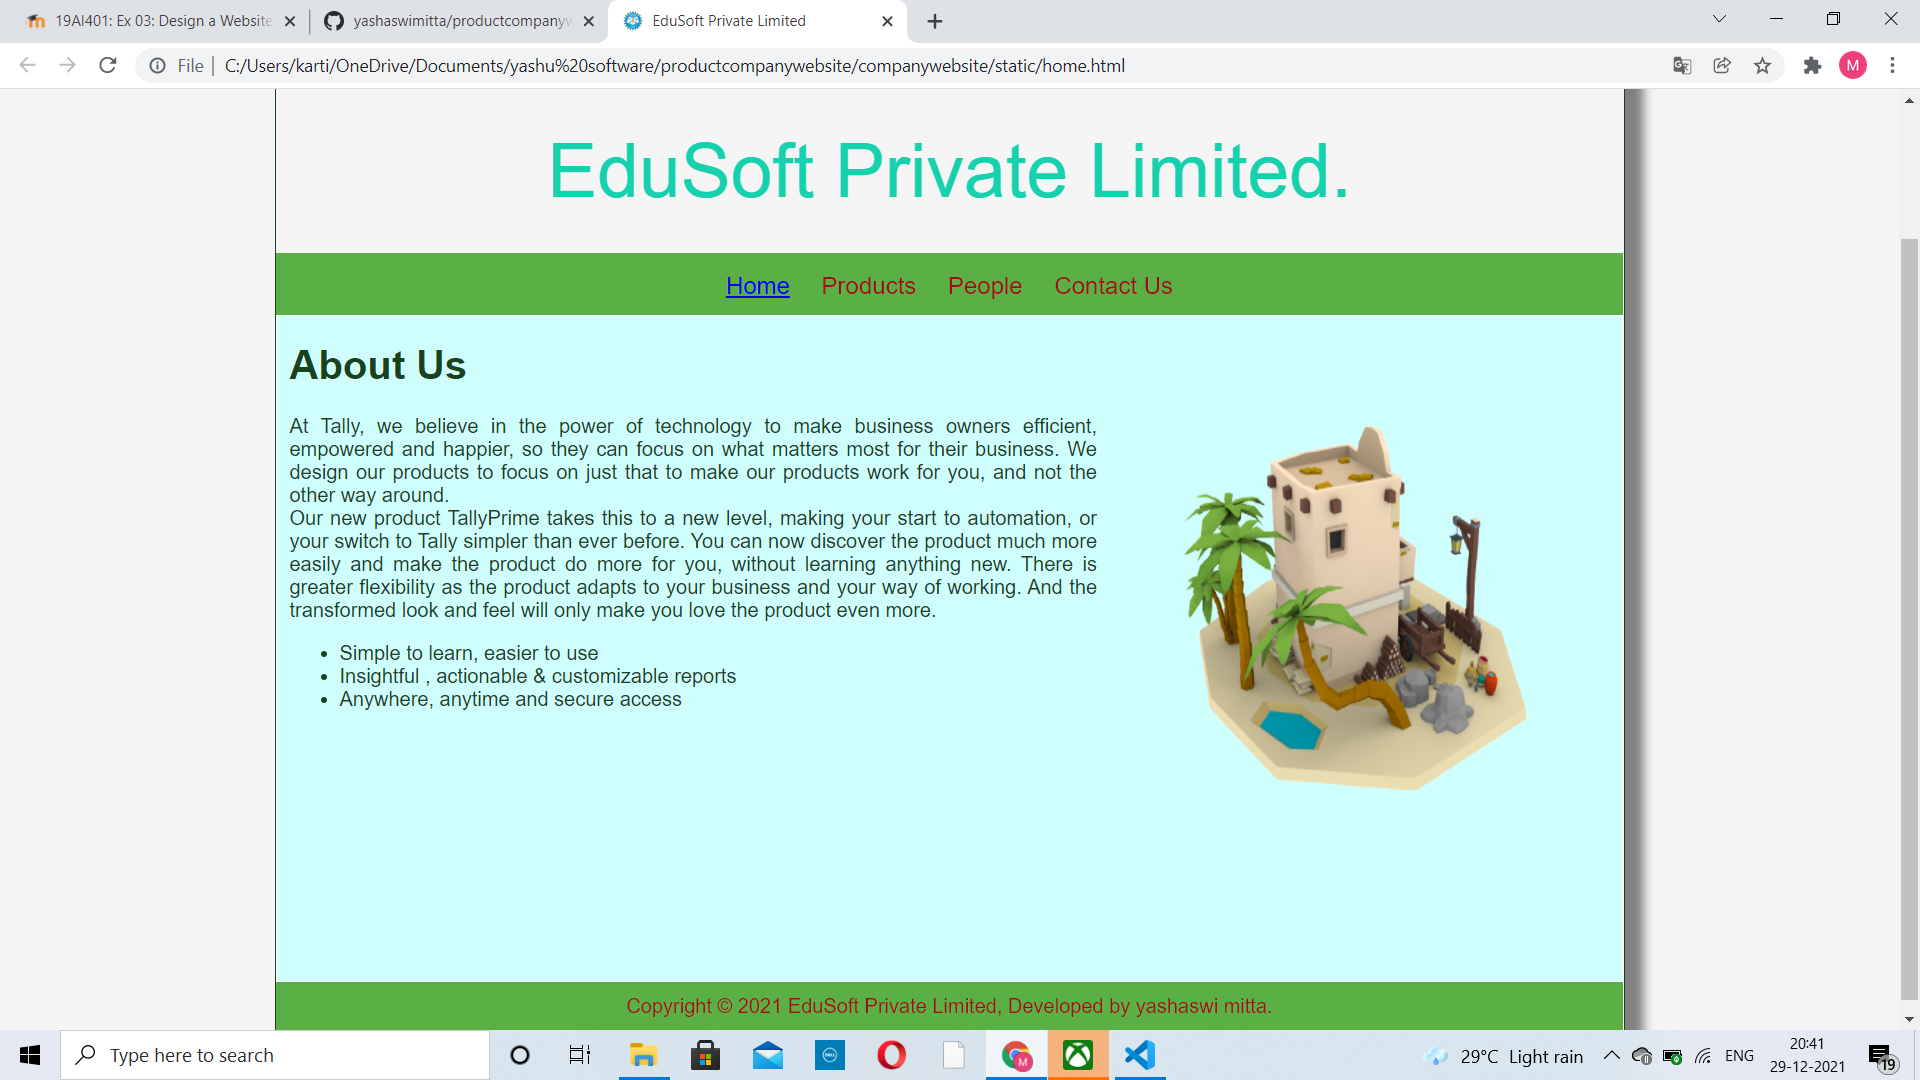 19AI401: Ex 03: Design a Website
yashaswimitta/productcompanyw
EduSoft Private Limited
File
C:/Users/karti/OneDrive/Documents/yashu%20software/productcompanywebsite/companywebsite/static/home.html
M
EduSoft Private Limited.
Home Products People Contact Us
About Us
At Tally, we believe in the power of technology to make business owners efficient,
empowered and happier, so they can focus on what matters most for their business. We
design our products to focus on just that to make our products work for you, and not the
other way around.
Our new product TallyPrime takes this to a new level, making your start to automation, or
your switch to Tally simpler than ever before. You can now discover the product much more
easily and make the product do more for you, without learning anything new. There is
greater flexibility as the product adapts to your business and your way of working. And the
transformed look and feel will only make you love the product even more.
• Simple to learn, easier to use
• Insightful , actionable & customizable reports
• Anywhere, anytime and secure access
Copyright © 2021 EduSoft Private Limited, Developed by yashaswi mitta.
Type here to search
DELL
M
29°C Light rain
ENG
20:41
29-12-2021
19